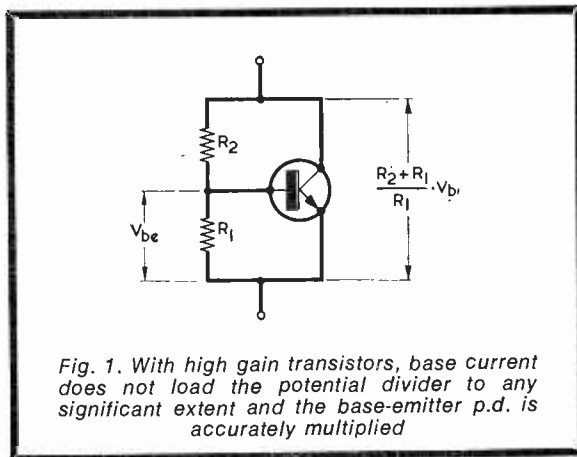 R2
Vbe
R1
R2+R1
R1
.Vb
Fig. 1. With high gain transistors, base current
does not load the potential divider to any
significant extent and the base-emitter p.d. is
accurately multiplied